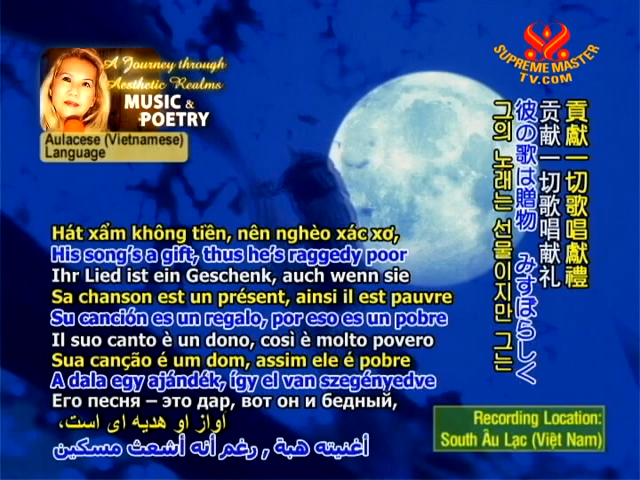 A Journey through
Aesthetic Realms
MUSIC &
POETRY
Aulacese (Vietnamese)
Language
SUPREME MASTER
TV.COM
貢獻一切歌唱獻禮
贡献一切歌唱献礼
彼の歌は贈物 みすぼらしく
그의 노래는 선물이지만 그는
Hát xẩm không tiền, nên nghèo xác xơ,
His song's a gift, thus he's raggedy poor
Ihr Lied ist ein Geschenk, auch wenn sie
Sa chanson est un présent, ainsi il est pauvre
Su canción es un regalo, por eso es un pobre
Il suo canto è un dono, così è molto povero
Sua canção é um dom, assim ele é pobre
A dala egy ajándék, így el van szegényedve
Его песня – это дар, вот он и бедный,
آواز او هدیه ای است،
أغنيته هبة , رغم أنه أشعث مسكين
Recording Location:
South Âu Lạc (Việt Nam)